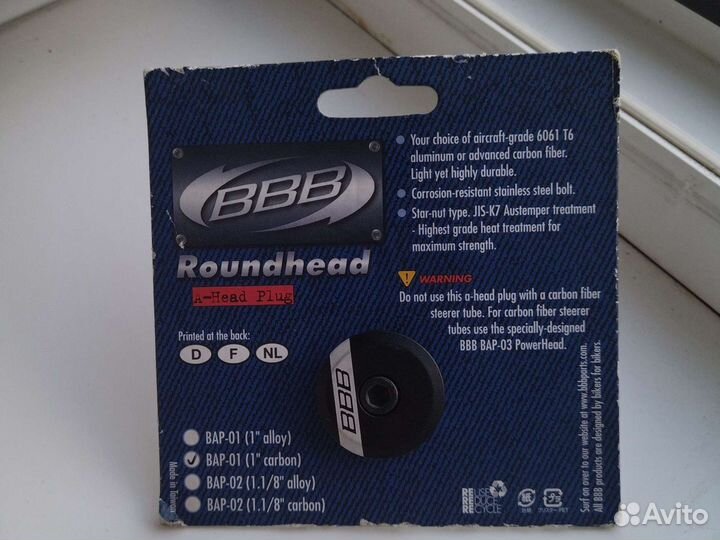 BBB
Roundhead
A-Head Plug
Printed at the back:
D F NL
BAP-01 (1" alloy)
BAP-01 (1" carbon)
BAP-02 (1.1/8" alloy)
BAP-02 (1.1/8" carbon)
Made in Taiwan
Your choice of aircraft-grade 6061 T6
aluminum or advanced carbon fiber.
Light yet highly durable.
Corrosion-resistant stainless steel bolt.
Star-nut type. JIS-K7 Austemper treatment
- Highest grade heat treatment for
maximum strength.
! WARNING
Do not use this a-head plug with a carbon fiber
steerer tube. For carbon fiber steerer
tubes use the specially-designed
BBB BAP-03 PowerHead.
BBB
REUSE
REDUCE
RECYCLE
Surf on over to our website at www.bbbparts.com.
All BBB products are designed by bikers for bikers.
Avito